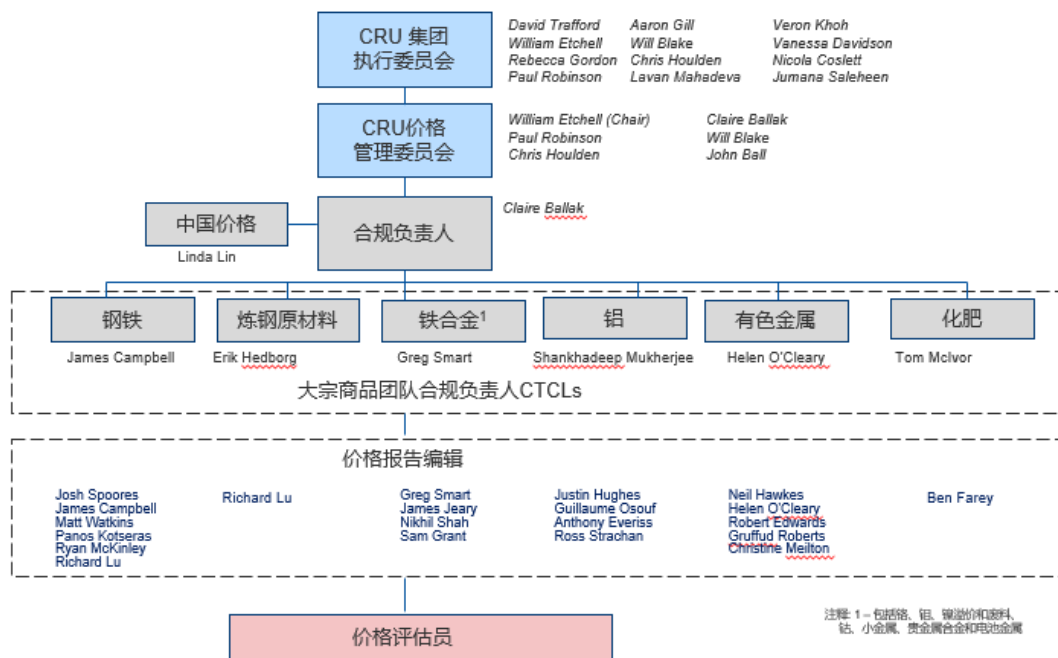 CRU 集团
执行委员会
David Trafford Aaron Gill Veron Khoh
William Etchell Will Blake Vanessa Davidson
Rebecca Gordon Chris Houlden Nicola Coslett
Paul Robinson Lavan Mahadeva Jumana Saleheen
CRU价格
管理委员会
William Etchell (Chair) Claire Ballak
Paul Robinson Will Blake
Chris Houlden John Ball
中国价格
Linda Lin
合规负责人
Claire Ballak
钢铁 炼钢原材料 铁合金1 铝 有色金属 化肥
James Campbell Erik Hedborg Greg Smart Shankhadeep Mukherjee Helen O'Cleary Tom McIvor
大宗商品团队合规负责人CTCLs
价格报告编辑
Josh Spoores
James Campbell
Matt Watkins
Panos Kotseras
Ryan McKinley
Richard Lu
Richard Lu
Greg Smart
James Jeary
Nikhil Shah
Sam Grant
Justin Hughes
Guillaume Osouf
Anthony Everiss
Ross Strachan
Neil Hawkes
Helen O'Cleary
Robert Edwards
Gruffud Roberts
Christine Meilton
Ben Farey
价格评估员
注释: 1 – 包括铬、钼、镍溢价和废料、
钴、小金属、贵金属合金和电池金属